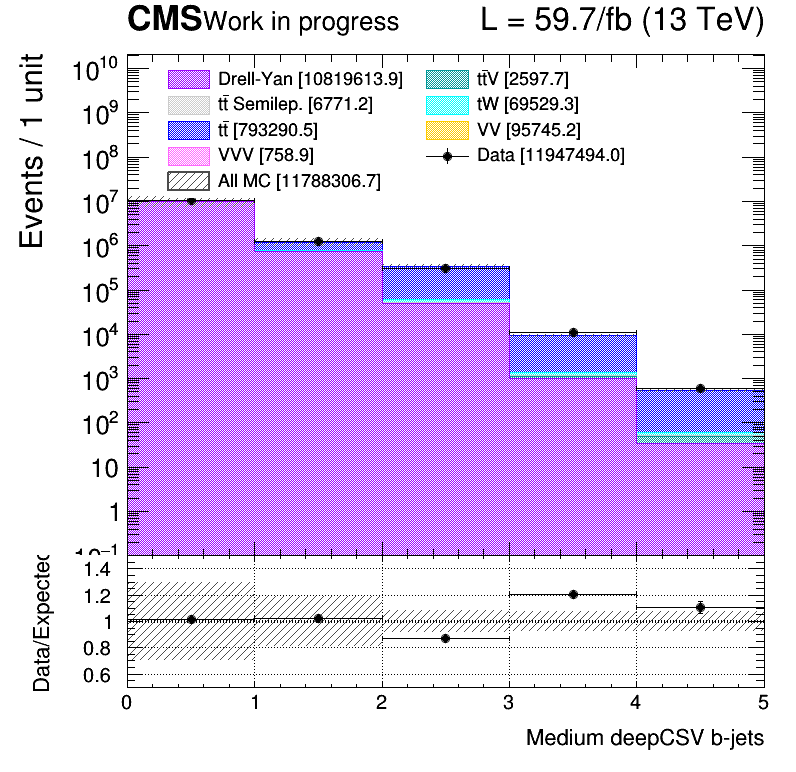 CMS Work in progress L = 59.7/fb (13 TeV)
Events / 1 unit
10^10
10^9
10^8
10^7
10^6
10^5
10^4
10^3
10^2
10
1
10^−1
Drell-Yan [10819613.9]
tt̄ Semilep. [6771.2]
tt̄ [793290.5]
VVV [758.9]
All MC [11788306.7]
tt̄V [2597.7]
tW [69529.3]
VV [95745.2]
Data [11947494.0]
Data/Expected
1.4
1.2
1
0.8
0.6
0 1 2 3 4 5
Medium deepCSV b-jets